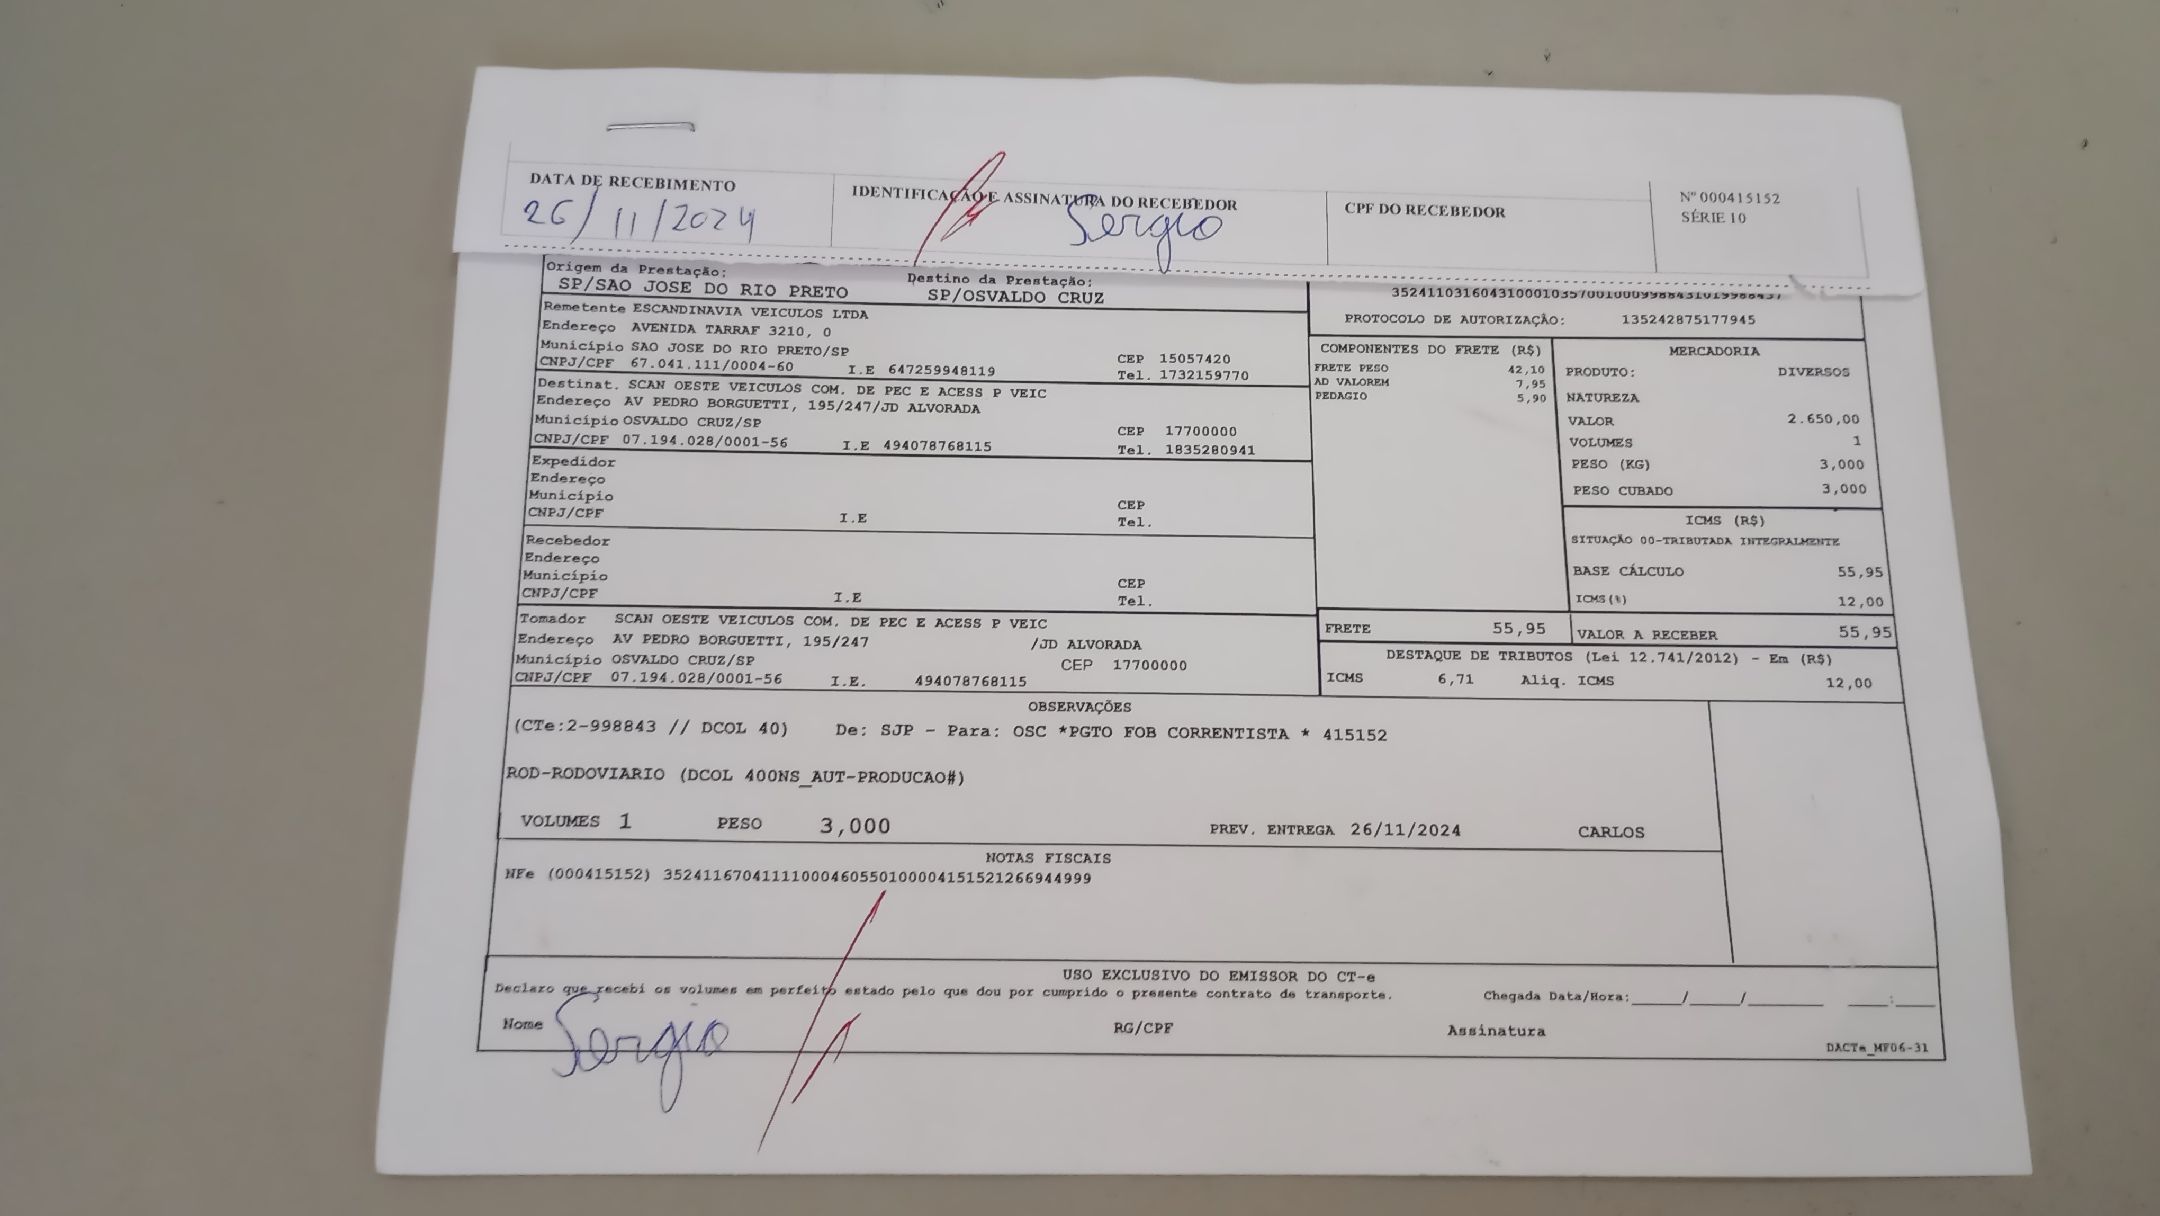 DATA DE RECEBIMENTO
26/11/2024
IDENTIFICAÇÃO E ASSINATURA DO RECEBEDOR
Sergio
CPF DO RECEBEDOR
Nº 000415152
SÉRIE 10
Origem da Prestação:
SP/SAO JOSE DO RIO PRETO
Destino da Prestação:
SP/OSVALDO CRUZ
PROTOCOLO DE AUTORIZAÇÃO: 135242875177945
Remetente ESCANDINAVIA VEICULOS LTDA
Endereço AVENIDA TARRAF 3210, 0
Município SAO JOSE DO RIO PRETO/SP CEP 15057420
CNPJ/CPF 67.041.111/0004-60 I.E 647259948119 Tel. 1732159770
Destinat. SCAN OESTE VEICULOS COM. DE PEC E ACESS P VEIC
Endereço AV PEDRO BORGUETTI, 195/247/JD ALVORADA
Município OSVALDO CRUZ/SP CEP 17700000
CNPJ/CPF 07.194.028/0001-56 I.E 494078768115 Tel. 1835280941
Expedidor
Endereço
Município CEP
CNPJ/CPF I.E Tel.
Recebedor
Endereço
Município CEP
CNPJ/CPF I.E Tel.
Tomador SCAN OESTE VEICULOS COM. DE PEC E ACESS P VEIC
Endereço AV PEDRO BORGUETTI, 195/247 /JD ALVORADA
Município OSVALDO CRUZ/SP CEP 17700000
CNPJ/CPF 07.194.028/0001-56 I.E. 494078768115
COMPONENTES DO FRETE (R$)
FRETE PESO 42,10
AD VALOREM 7,95
PEDAGIO 5,90
MERCADORIA
PRODUTO: DIVERSOS
NATUREZA
VALOR 2.650,00
VOLUMES 1
PESO (KG) 3,000
PESO CUBADO 3,000
ICMS (R$)
SITUAÇÃO 00-TRIBUTADA INTEGRALMENTE
BASE CÁLCULO 55,95
ICMS(%) 12,00
FRETE 55,95
VALOR A RECEBER 55,95
DESTAQUE DE TRIBUTOS (Lei 12.741/2012) - Em (R$)
ICMS 6,71 Aliq. ICMS 12,00
OBSERVAÇÕES
(CTe:2-998843 // DCOL 40) De: SJP - Para: OSC *PGTO FOB CORRENTISTA * 415152
ROD-RODOVIARIO (DCOL 400NS_AUT-PRODUCAO#)
VOLUMES 1 PESO 3,000 PREV. ENTREGA 26/11/2024 CARLOS
NOTAS FISCAIS
NFe (000415152) 35241167041111000460550100004151521266944999
USO EXCLUSIVO DO EMISSOR DO CT-e
Declaro que recebi os volumes em perfeito estado pelo que dou por cumprido o presente contrato de transporte. Chegada Data/Hora:_____/_____/________ ____:____
Nome Sergio RG/CPF Assinatura
DACTe_MF06-31